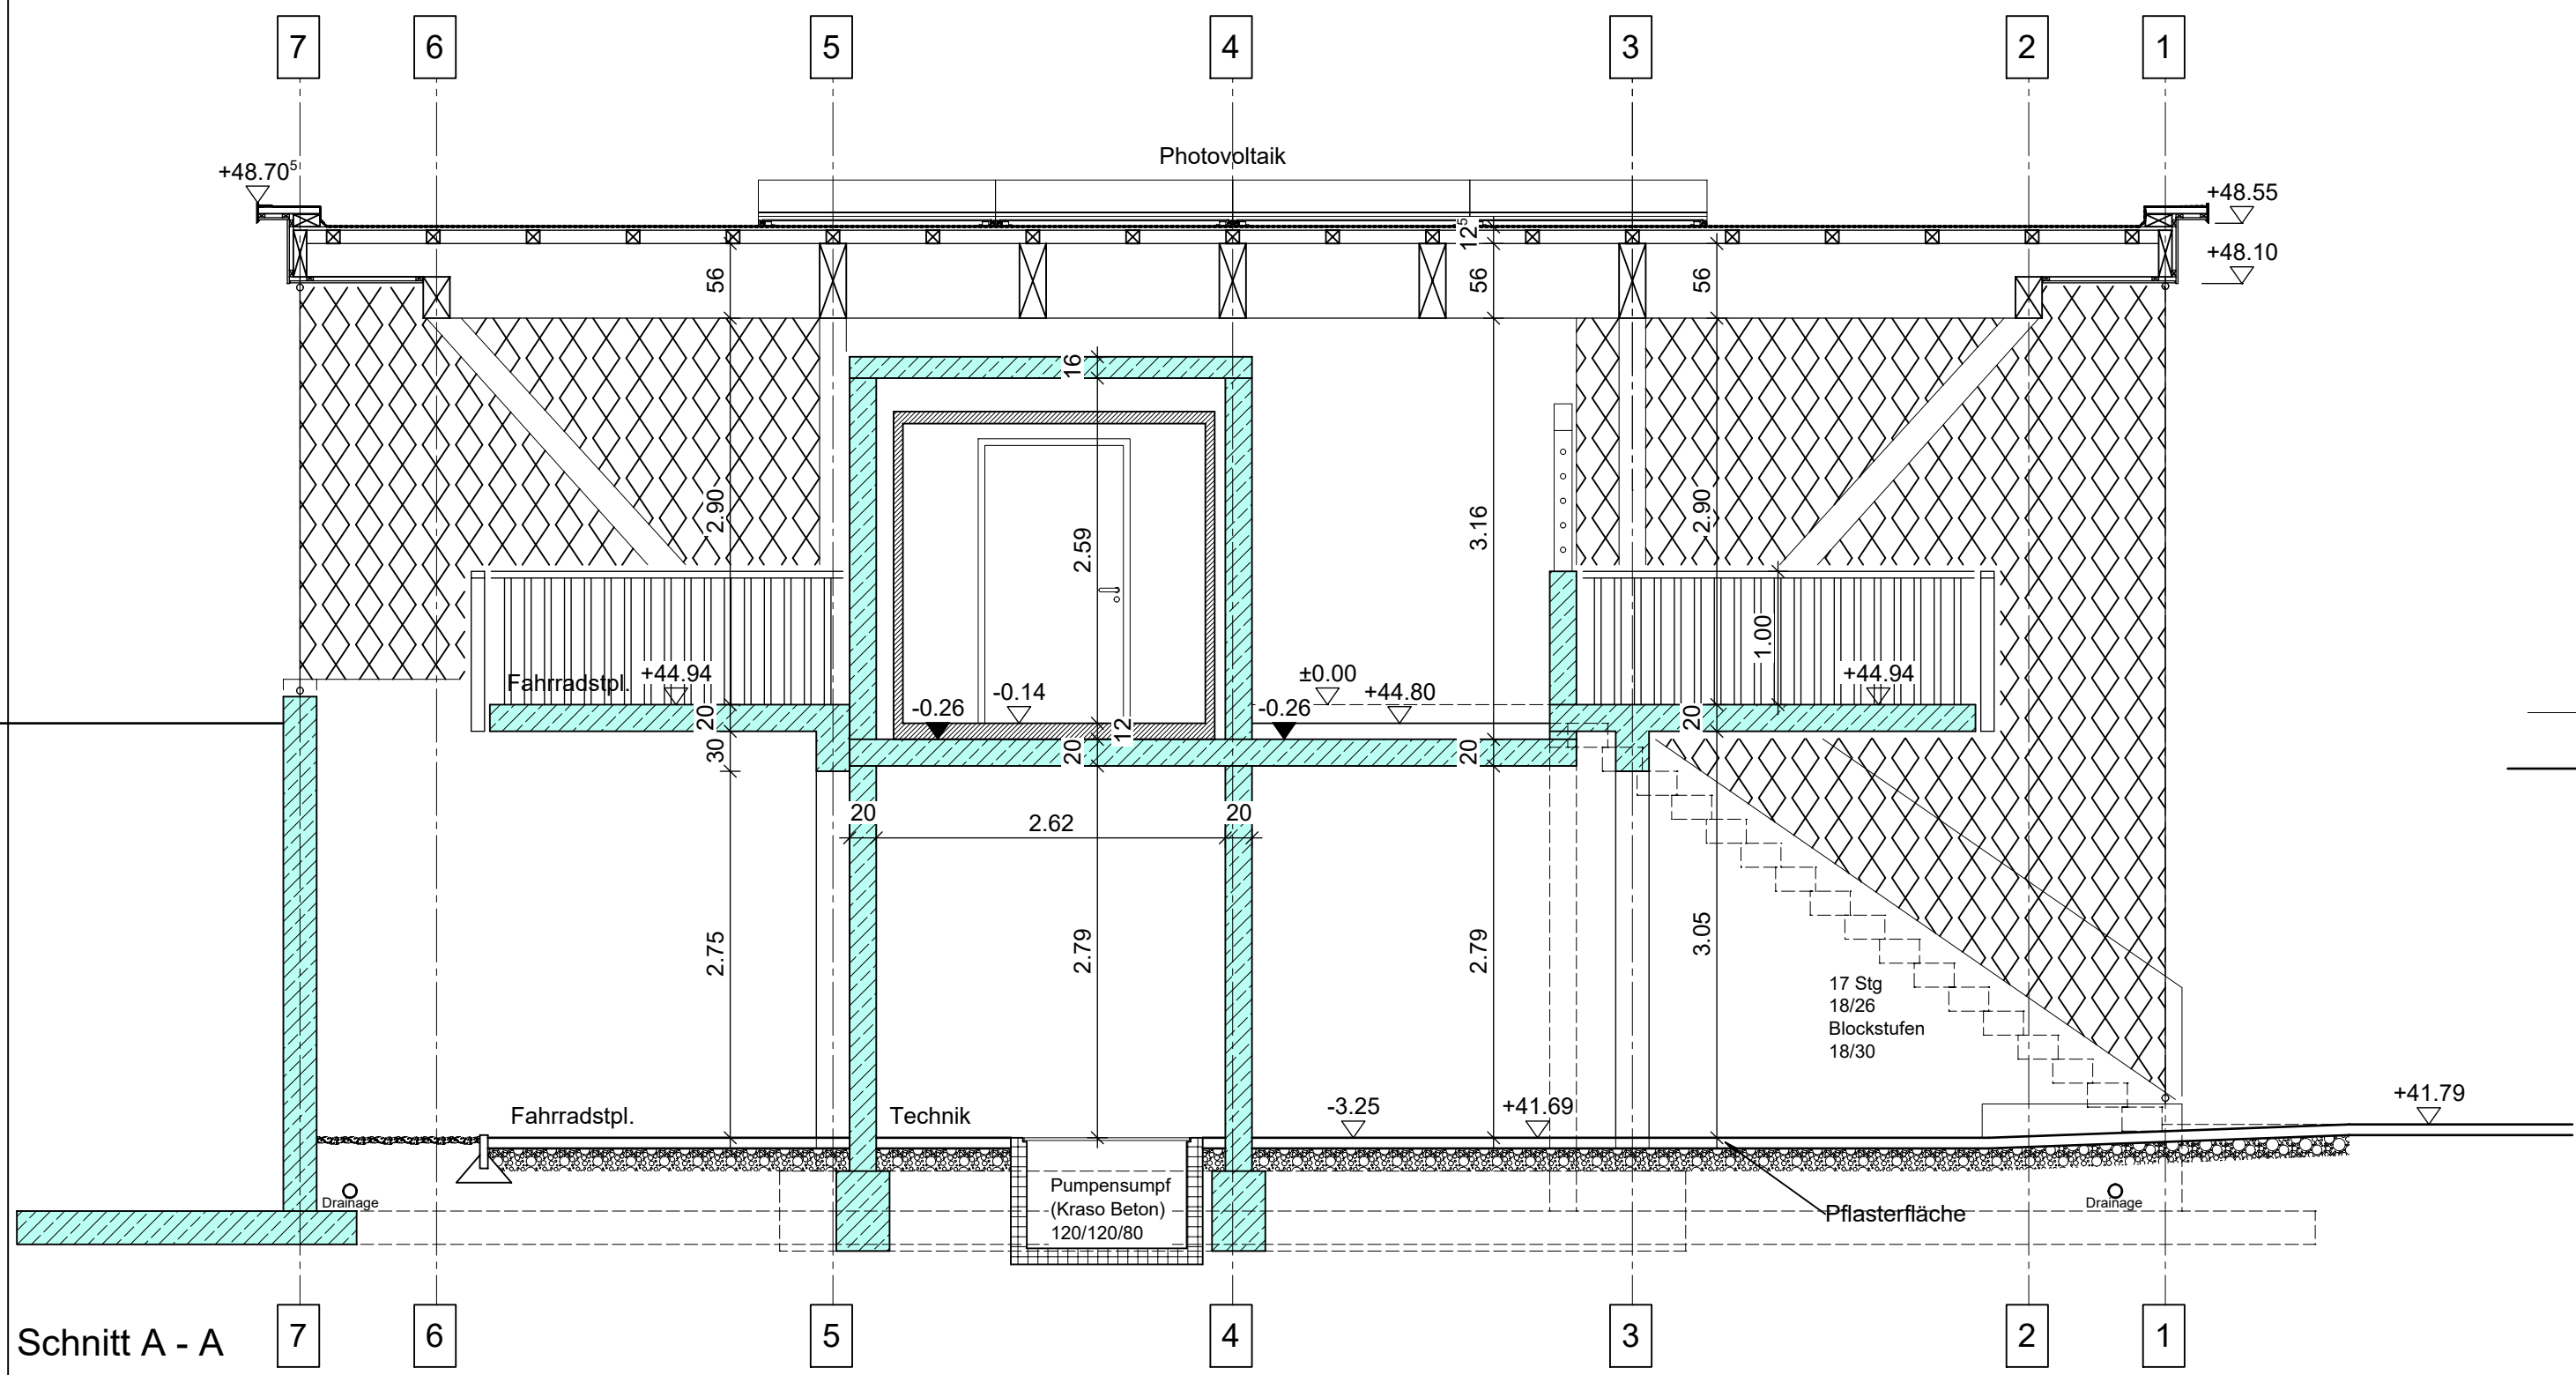 7 6 5 4 3 2 1
Photovoltaik
+48.70⁵
+48.55
12⁵
+48.10
56 56 56
16
2.90 2.59 3.16 2.90
1.00
Fahrradstpl. +44.94
-0.26 -0.14
-0.26 ±0.00 +44.80
+44.94
20 12 20
30 20 20
20 2.62 20
2.75 2.79 2.79 3.05
17 Stg
18/26
Blockstufen
18/30
Fahrradstpl. Technik -3.25 +41.69 +41.79
Pumpensumpf
(Kraso Beton)
120/120/80
Drainage
Drainage
Pflasterfläche
Schnitt A - A
7 6 5 4 3 2 1